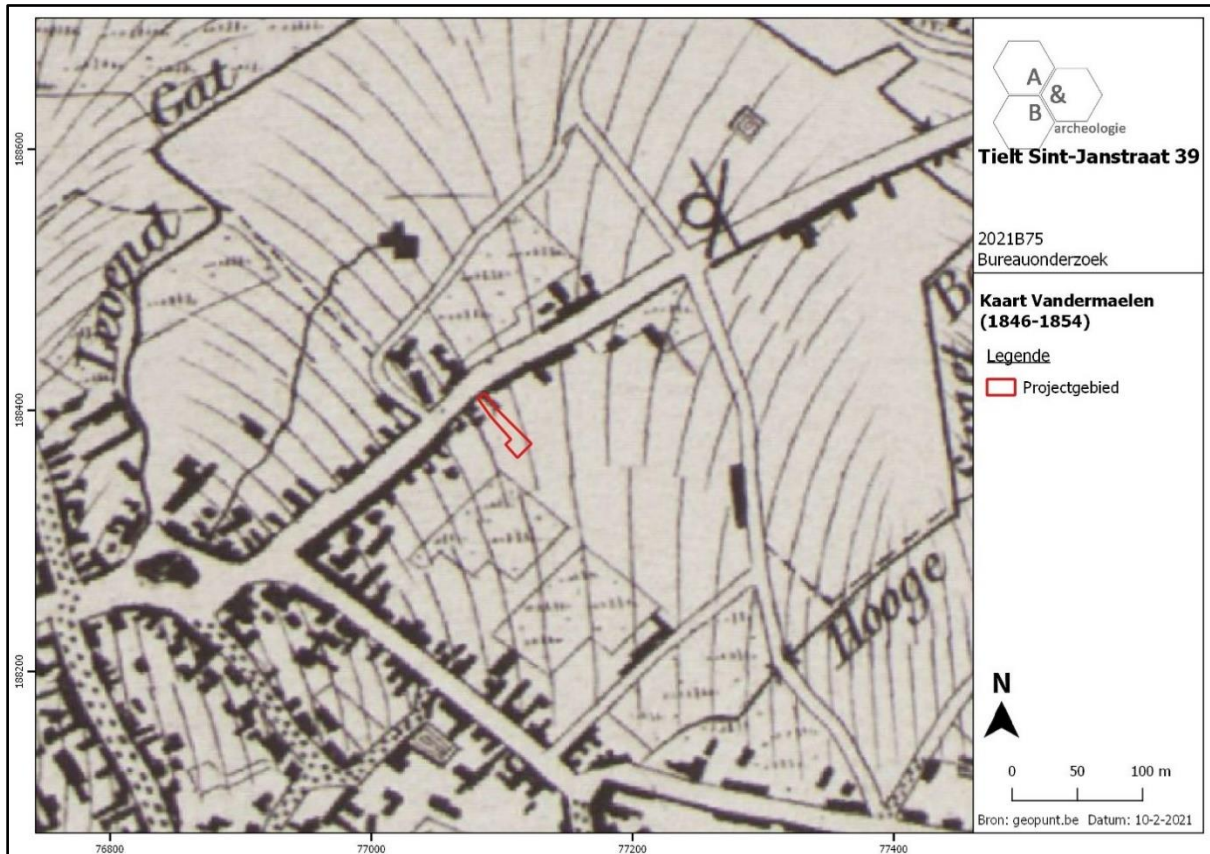 Gat
Levend
Hooge
188600
188400
188200
76800
77000
77200
77400
A
&
B
archeologie
Tielt Sint-Janstraat 39
2021B75
Bureauonderzoek
Kaart Vandermaelen
(1846-1854)
Legende
Projectgebied
N
0 50 100 m
Bron: geopunt.be Datum: 10-2-2021